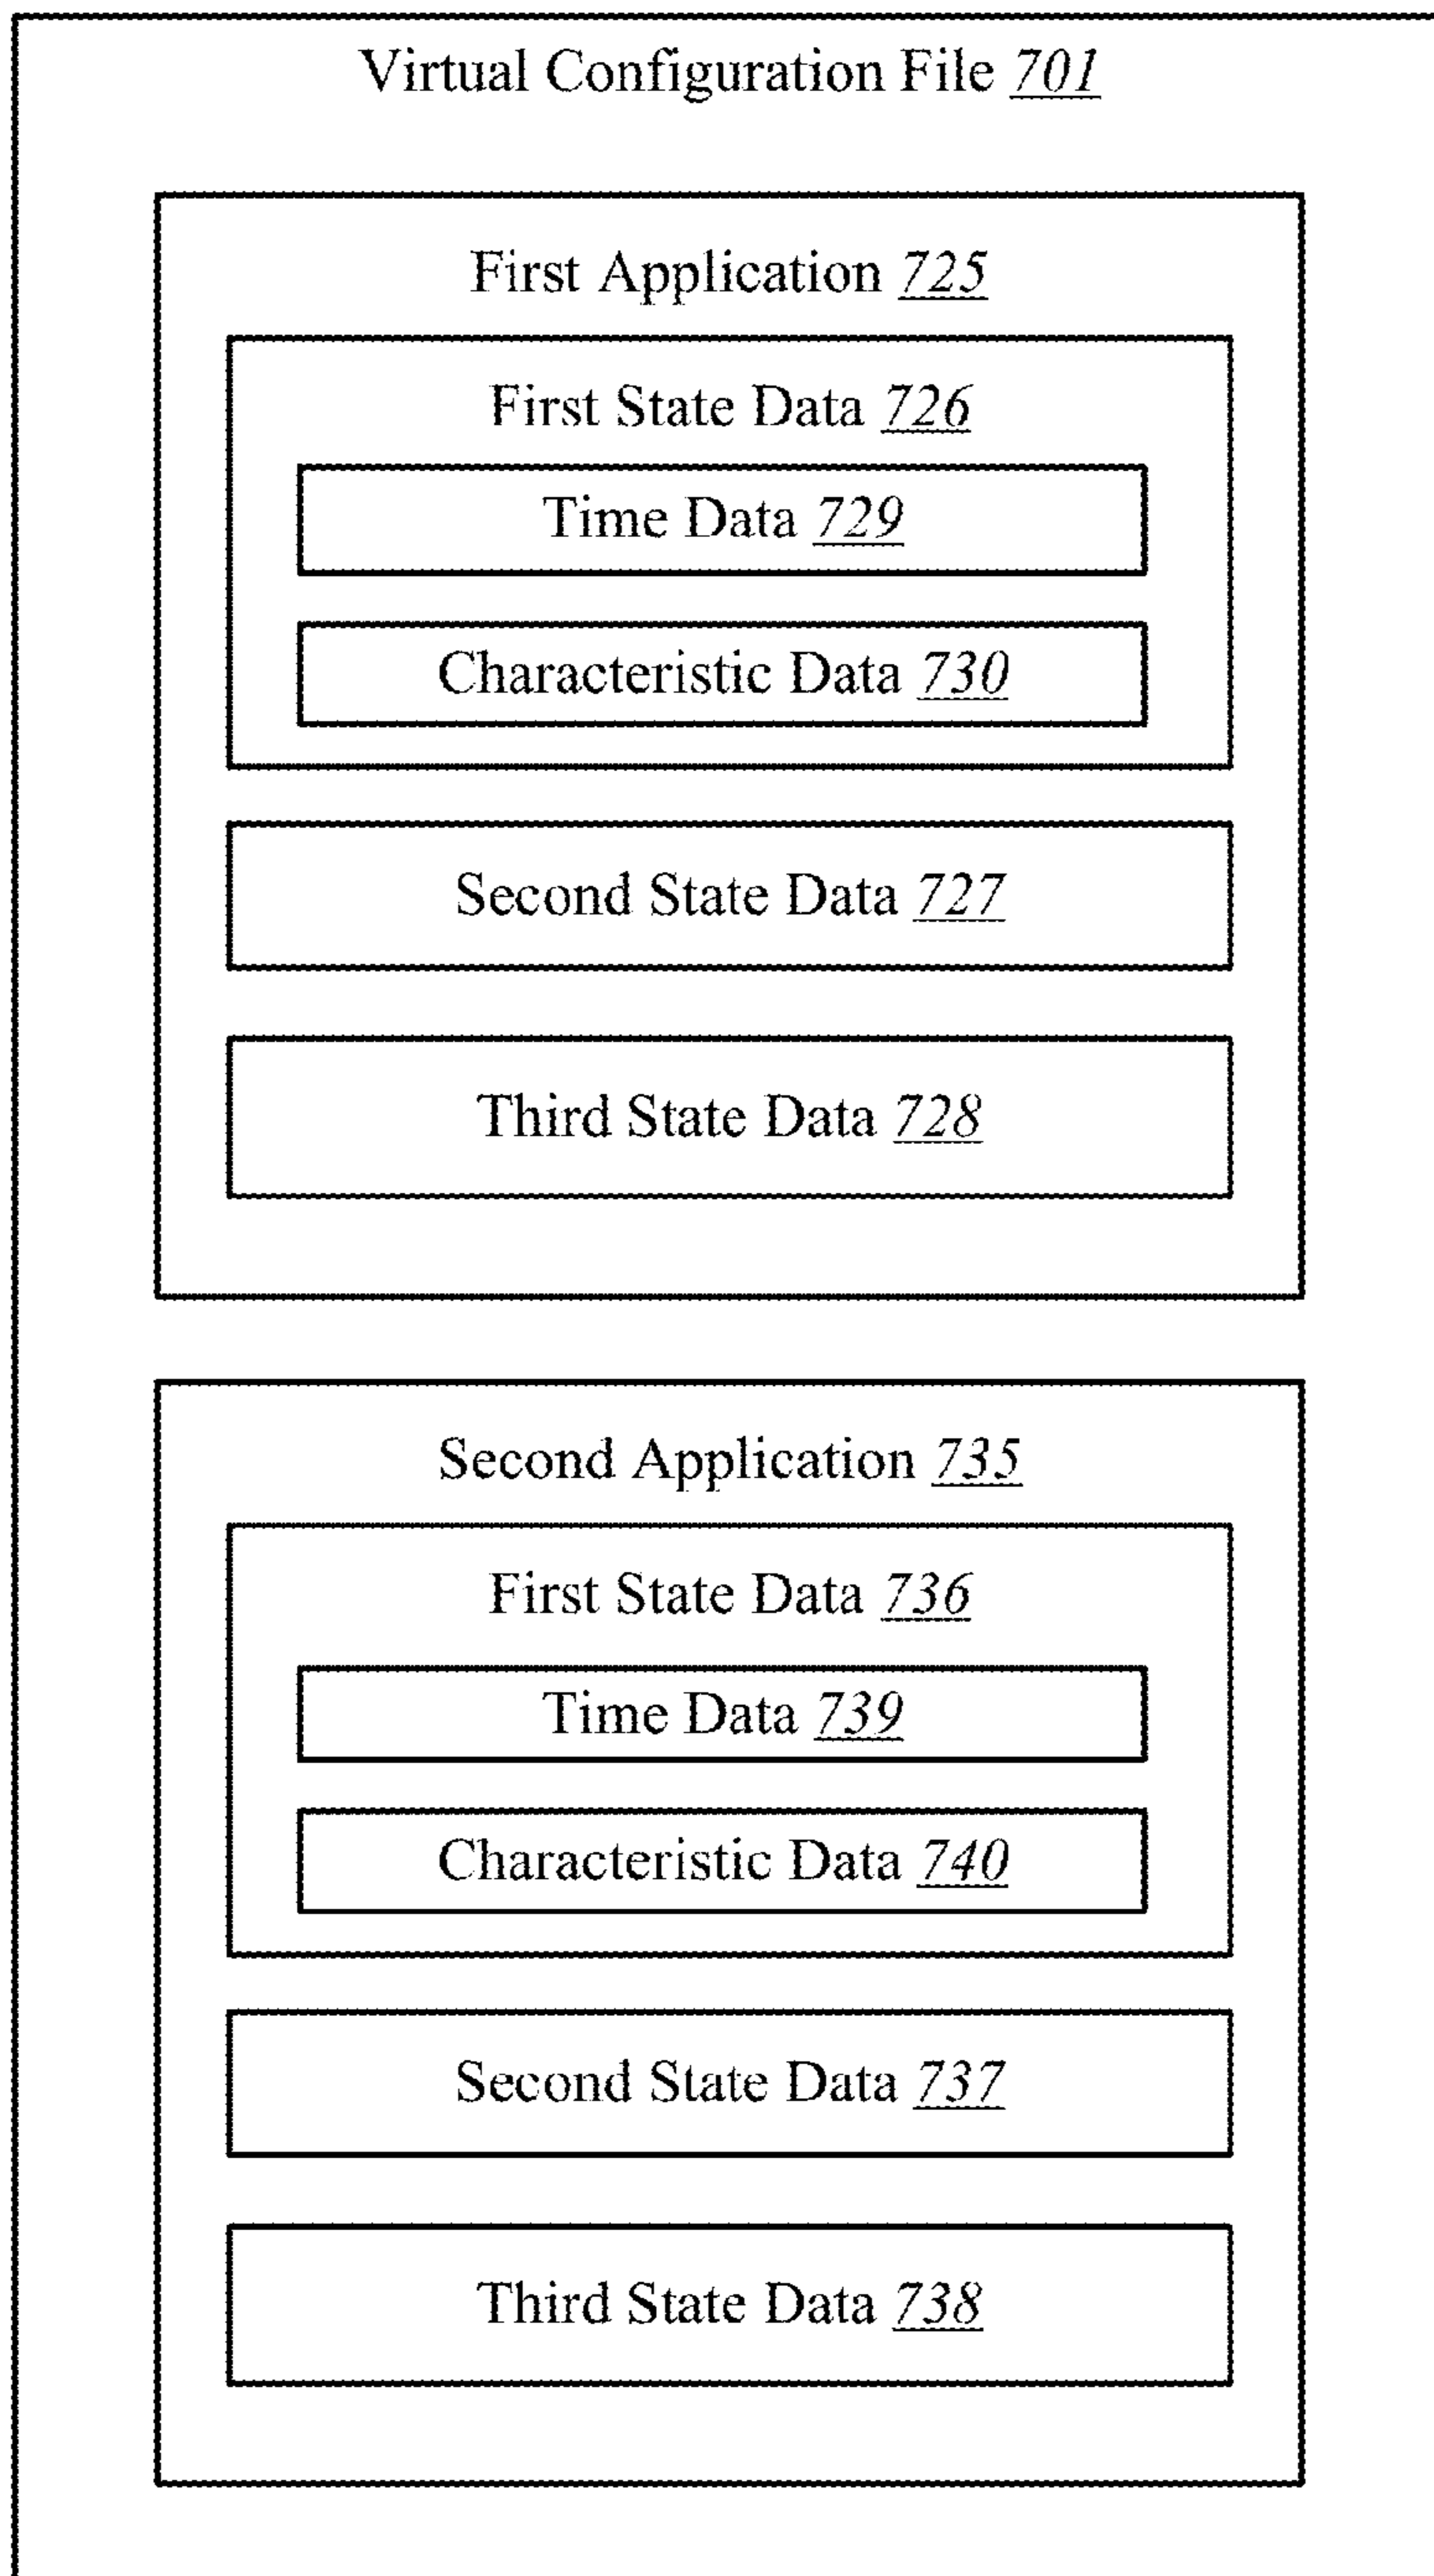 Virtual Configuration File 701
First Application 725
First State Data 726
Time Data 729
Characteristic Data 730
Second State Data 727
Third State Data 728
Second Application 735
First State Data 736
Time Data 739
Characteristic Data 740
Second State Data 737
Third State Data 738